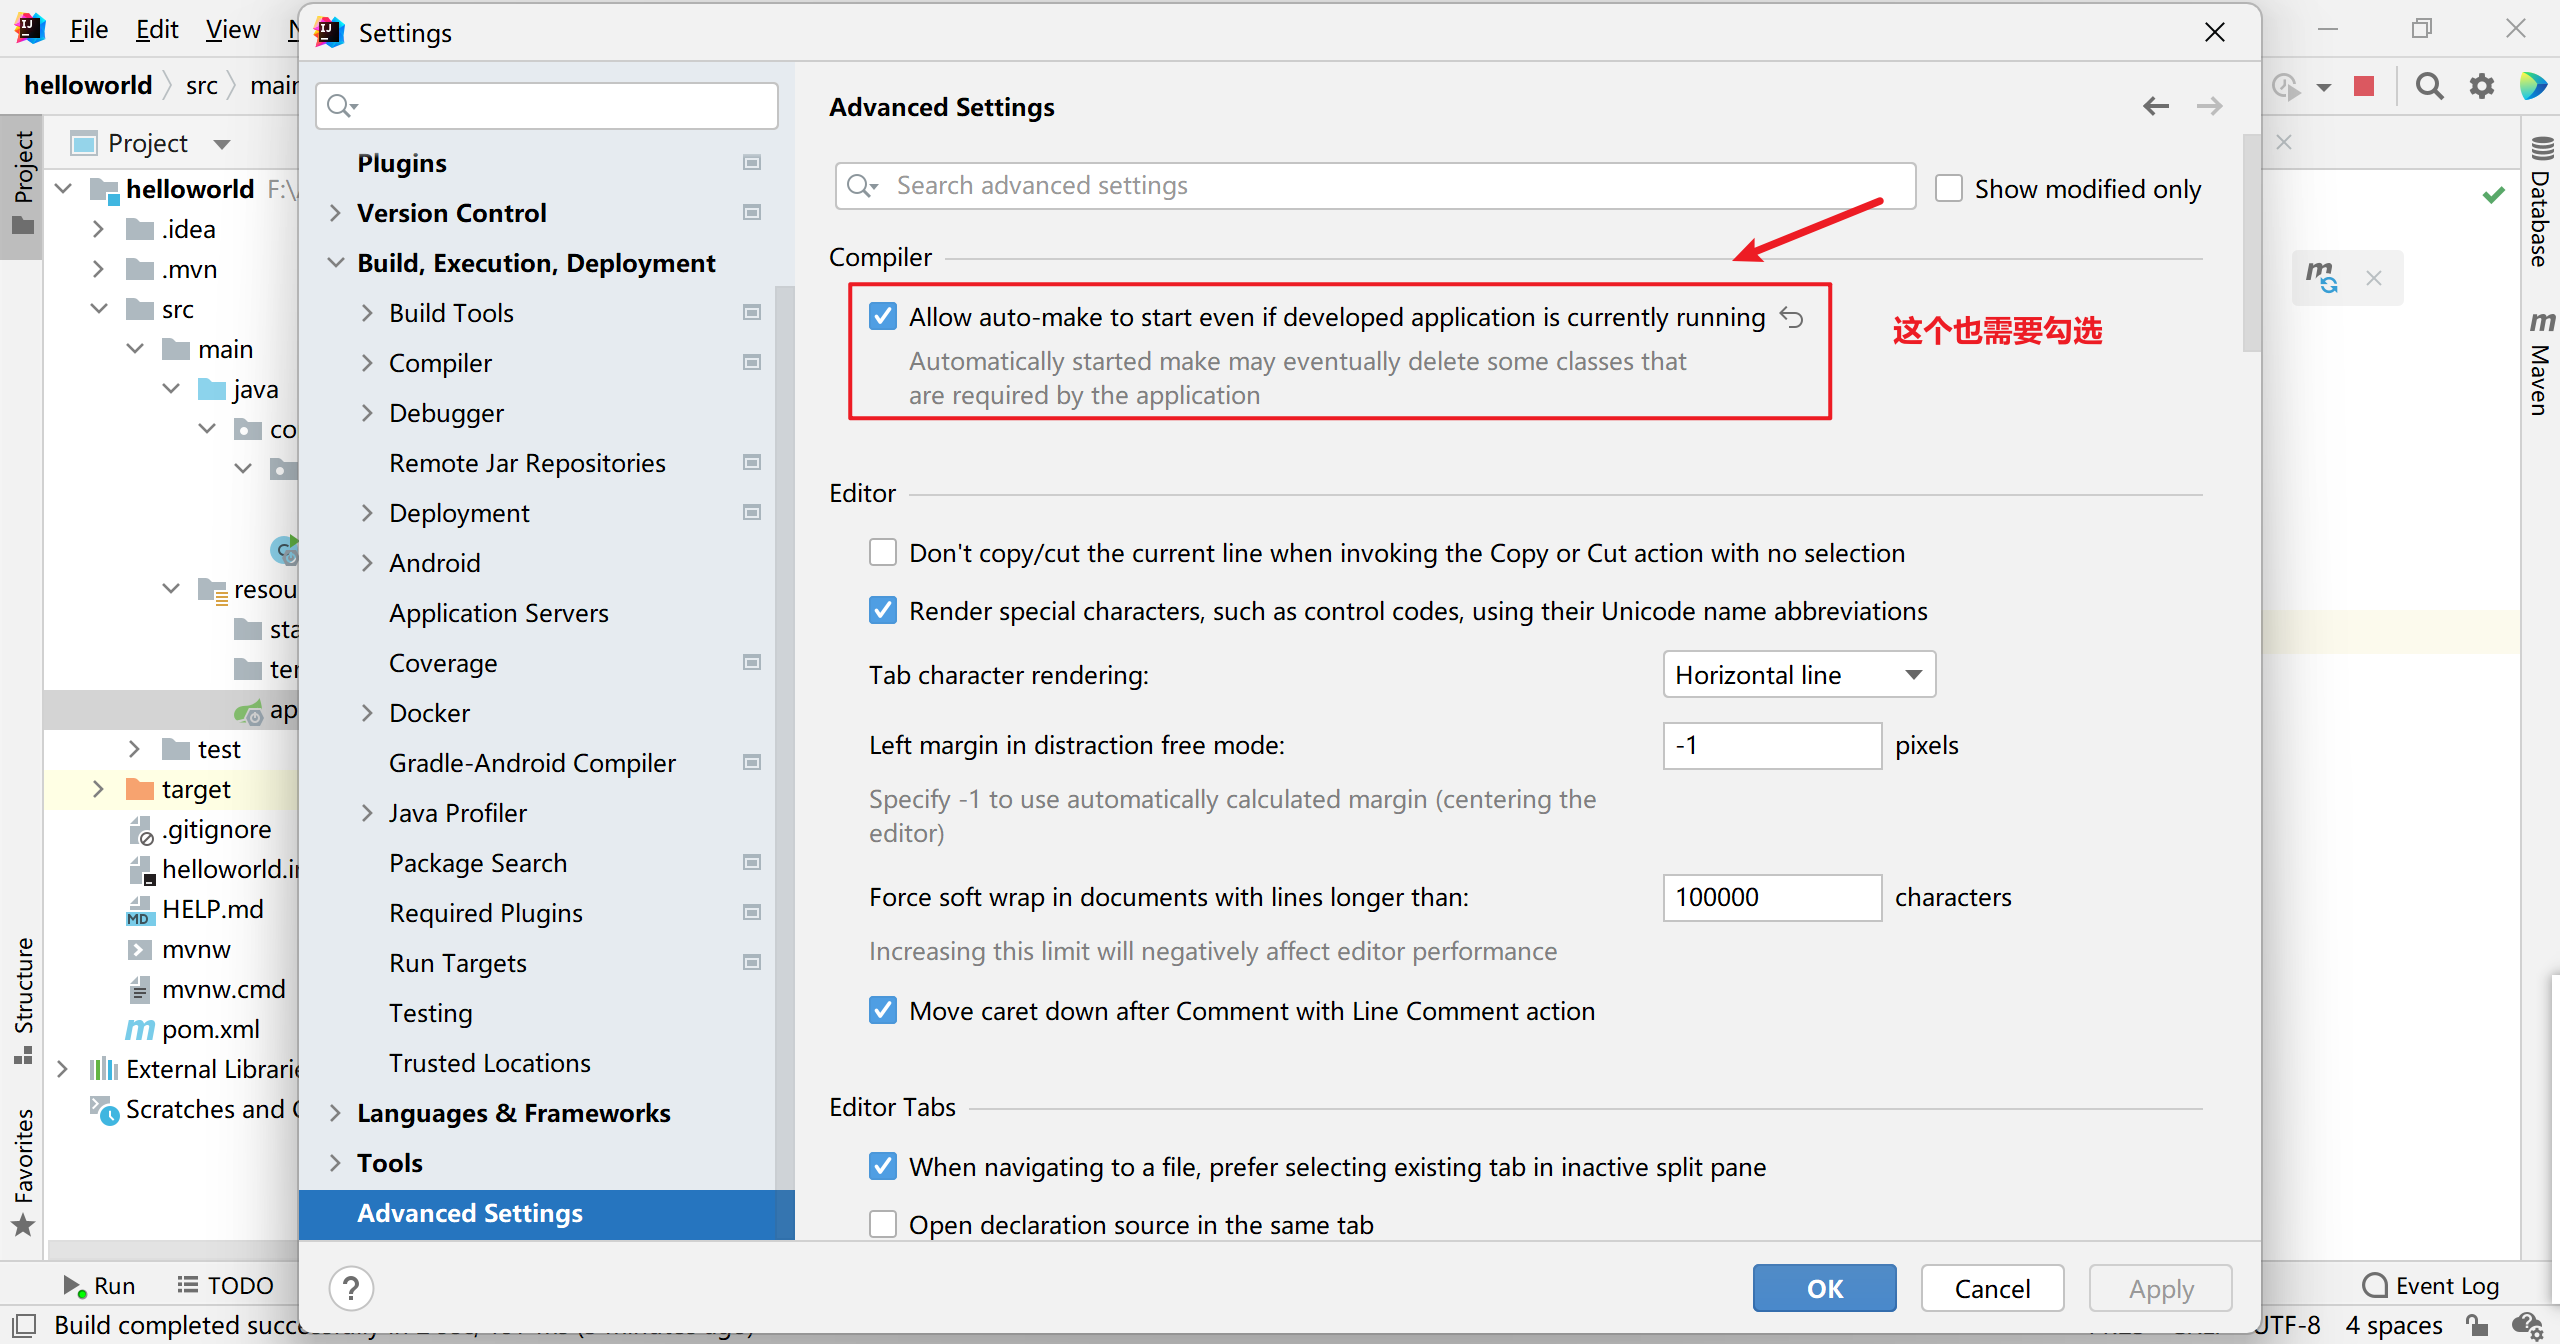 File Edit View
Settings
helloworld src main
Project
Project
helloworld F:\
.idea
.mvn
src
main
java
co
resou
sta
ter
ap
test
target
.gitignore
helloworld.i
HELP.md
mvnw
mvnw.cmd
pom.xml
External Librarie
Scratches and
Structure
Favorites
Plugins
Version Control
Build, Execution, Deployment
Build Tools
Compiler
Debugger
Remote Jar Repositories
Deployment
Android
Application Servers
Coverage
Docker
Gradle-Android Compiler
Java Profiler
Package Search
Required Plugins
Run Targets
Testing
Trusted Locations
Languages & Frameworks
Tools
Advanced Settings
Advanced Settings
Search advanced settings
Show modified only
Compiler
Allow auto-make to start even if developed application is currently running
Automatically started make may eventually delete some classes that
are required by the application
这个也需要勾选
Editor
Don't copy/cut the current line when invoking the Copy or Cut action with no selection
Render special characters, such as control codes, using their Unicode name abbreviations
Tab character rendering: Horizontal line
Left margin in distraction free mode: -1 pixels
Specify -1 to use automatically calculated margin (centering the
editor)
Force soft wrap in documents with lines longer than: 100000 characters
Increasing this limit will negatively affect editor performance
Move caret down after Comment with Line Comment action
Editor Tabs
When navigating to a file, prefer selecting existing tab in inactive split pane
Open declaration source in the same tab
? OK Cancel Apply
Database
Maven
Run TODO
Event Log
Build completed
UTF-8 4 spaces